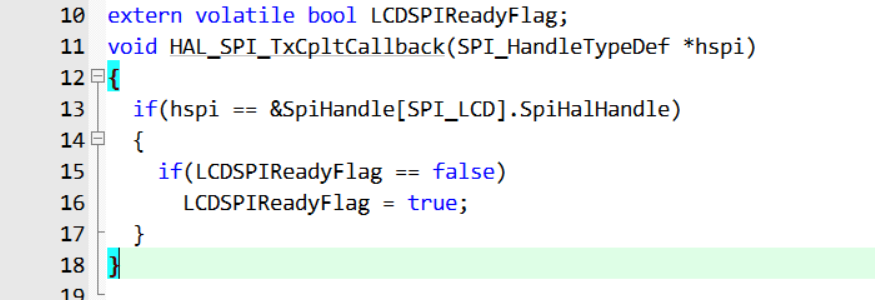 10 extern volatile bool LCDSPIReadyFlag;
11 void HAL_SPI_TxCpltCallback(SPI_HandleTypeDef *hspi)
12 {
13   if(hspi == &SpiHandle[SPI_LCD].SpiHalHandle)
14   {
15     if(LCDSPIReadyFlag == false)
16       LCDSPIReadyFlag = true;
17   }
18 }
19